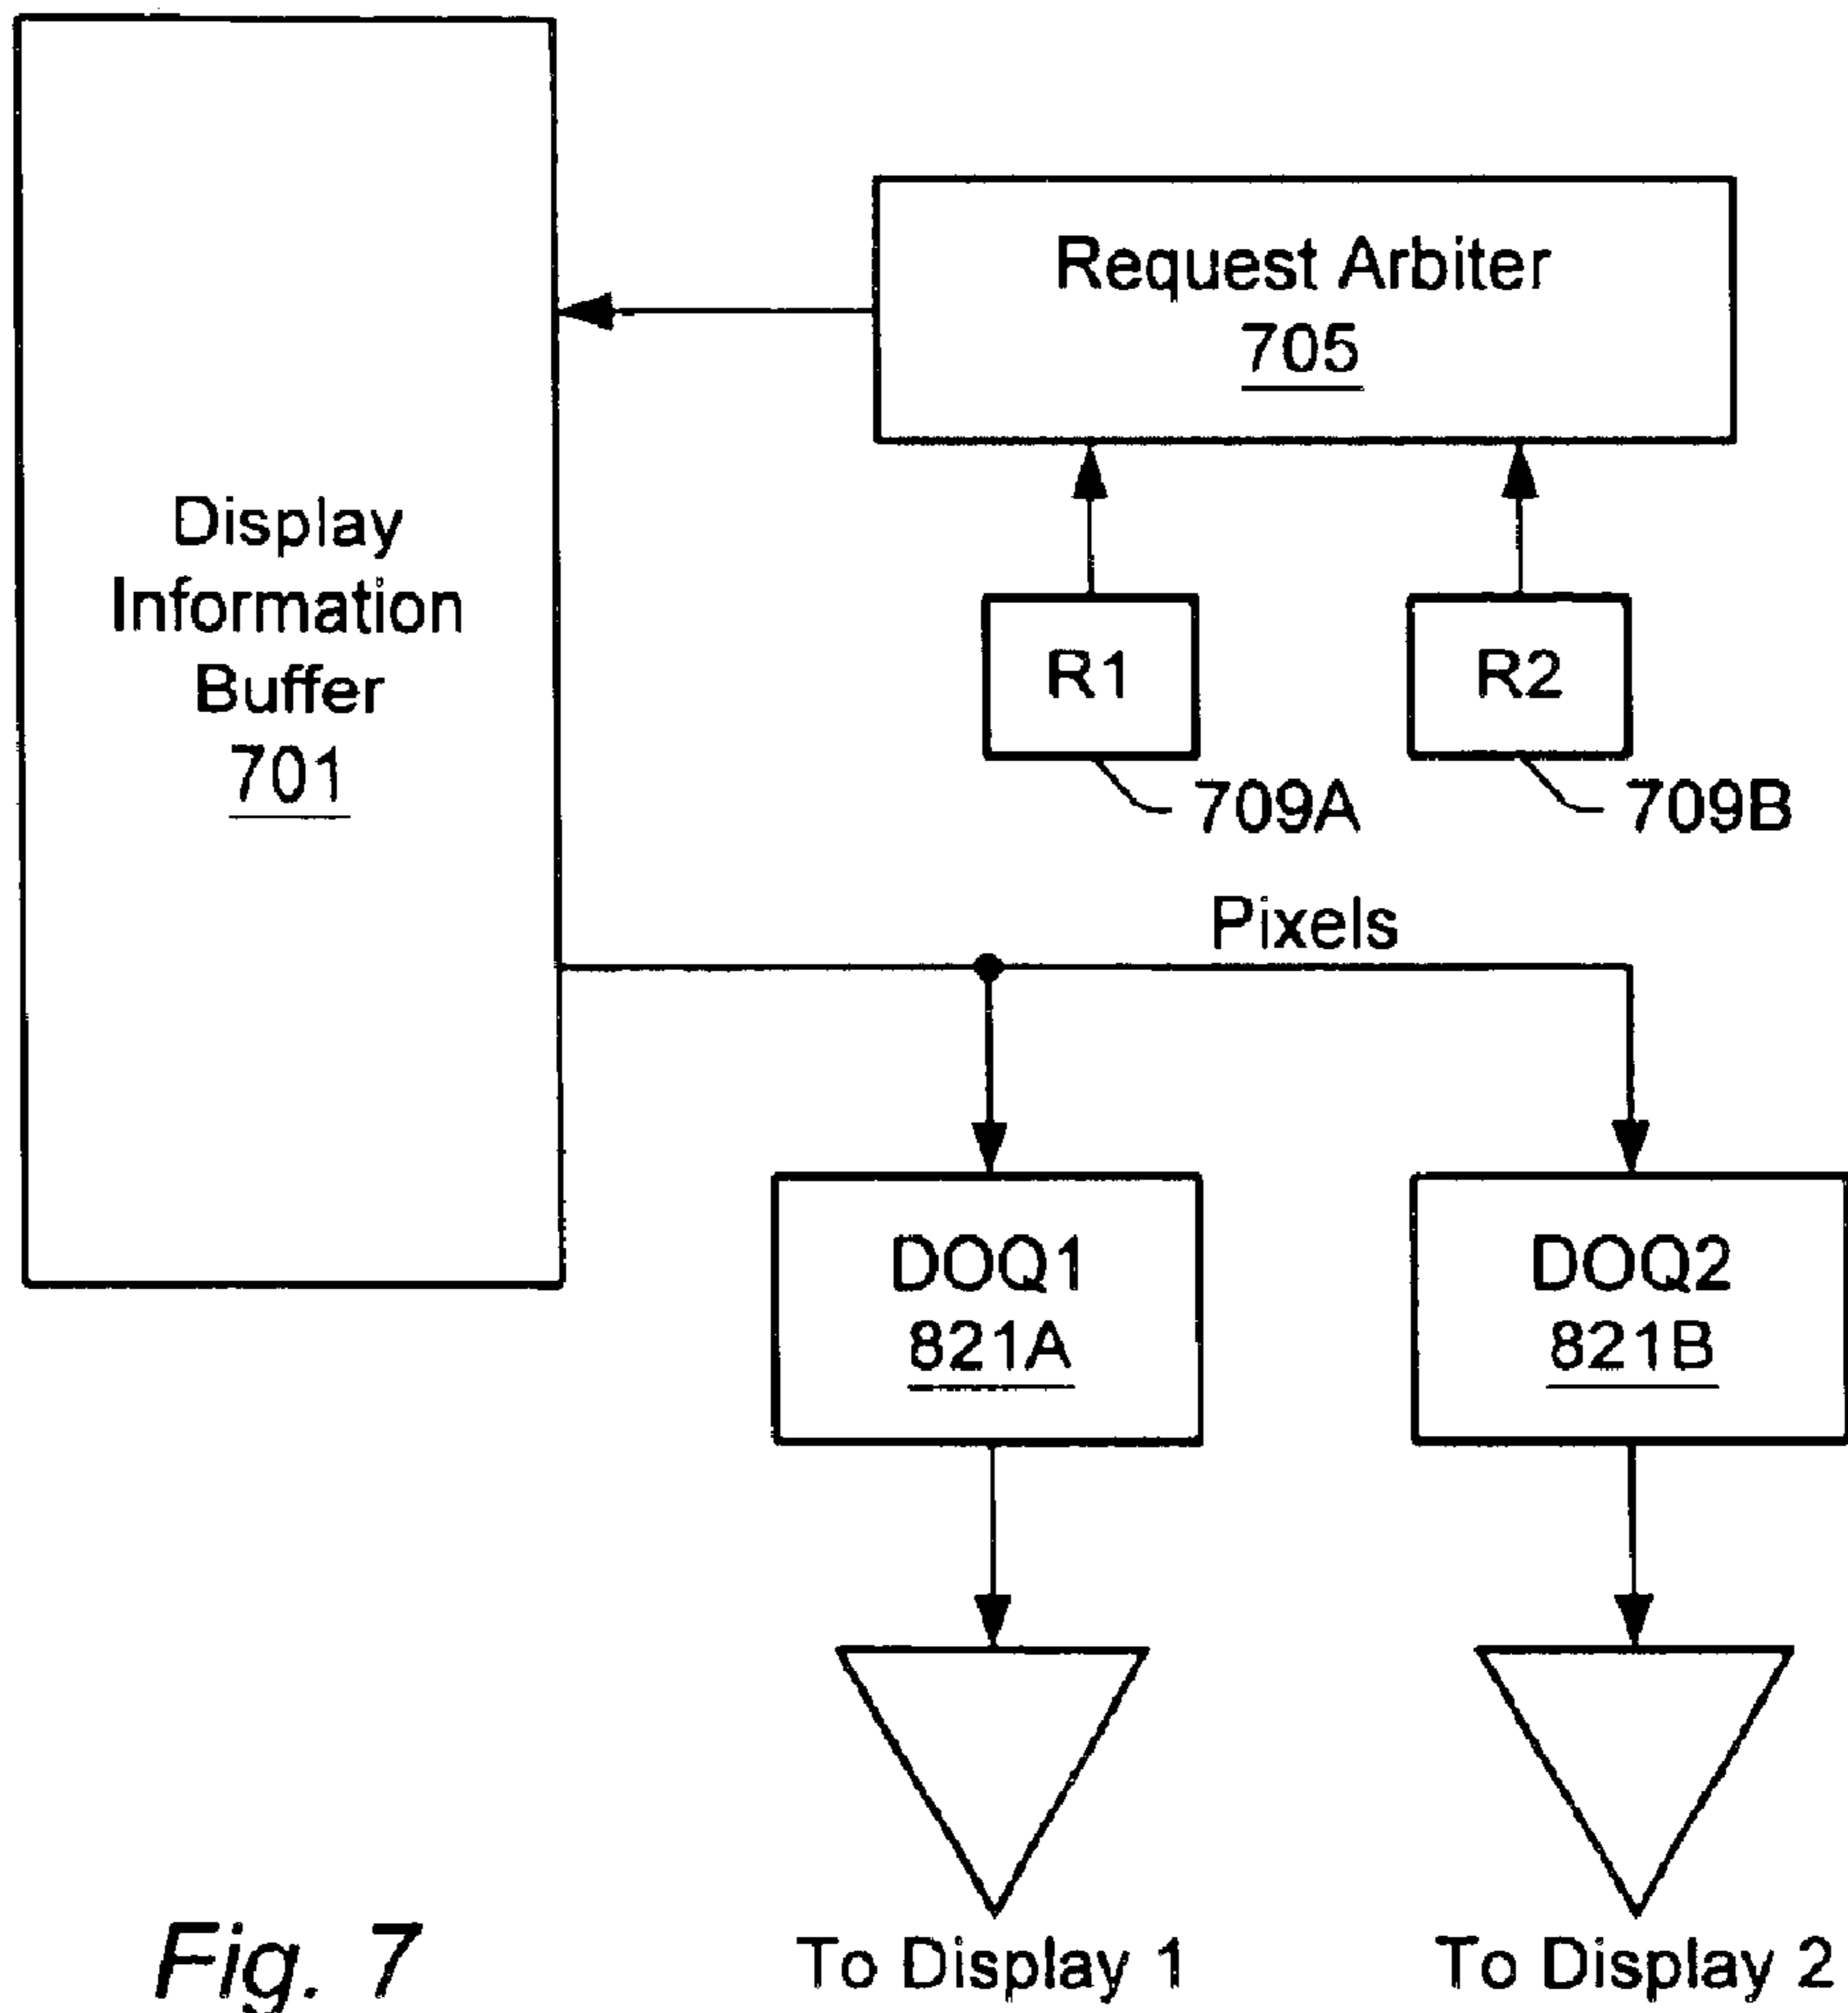 Request Arbiter
705
Display
Information
Buffer
701
R1
R2
709A
709B
Pixels
DOQ1
821A
DOQ2
821B
To Display 1
To Display 2
Fig. 7